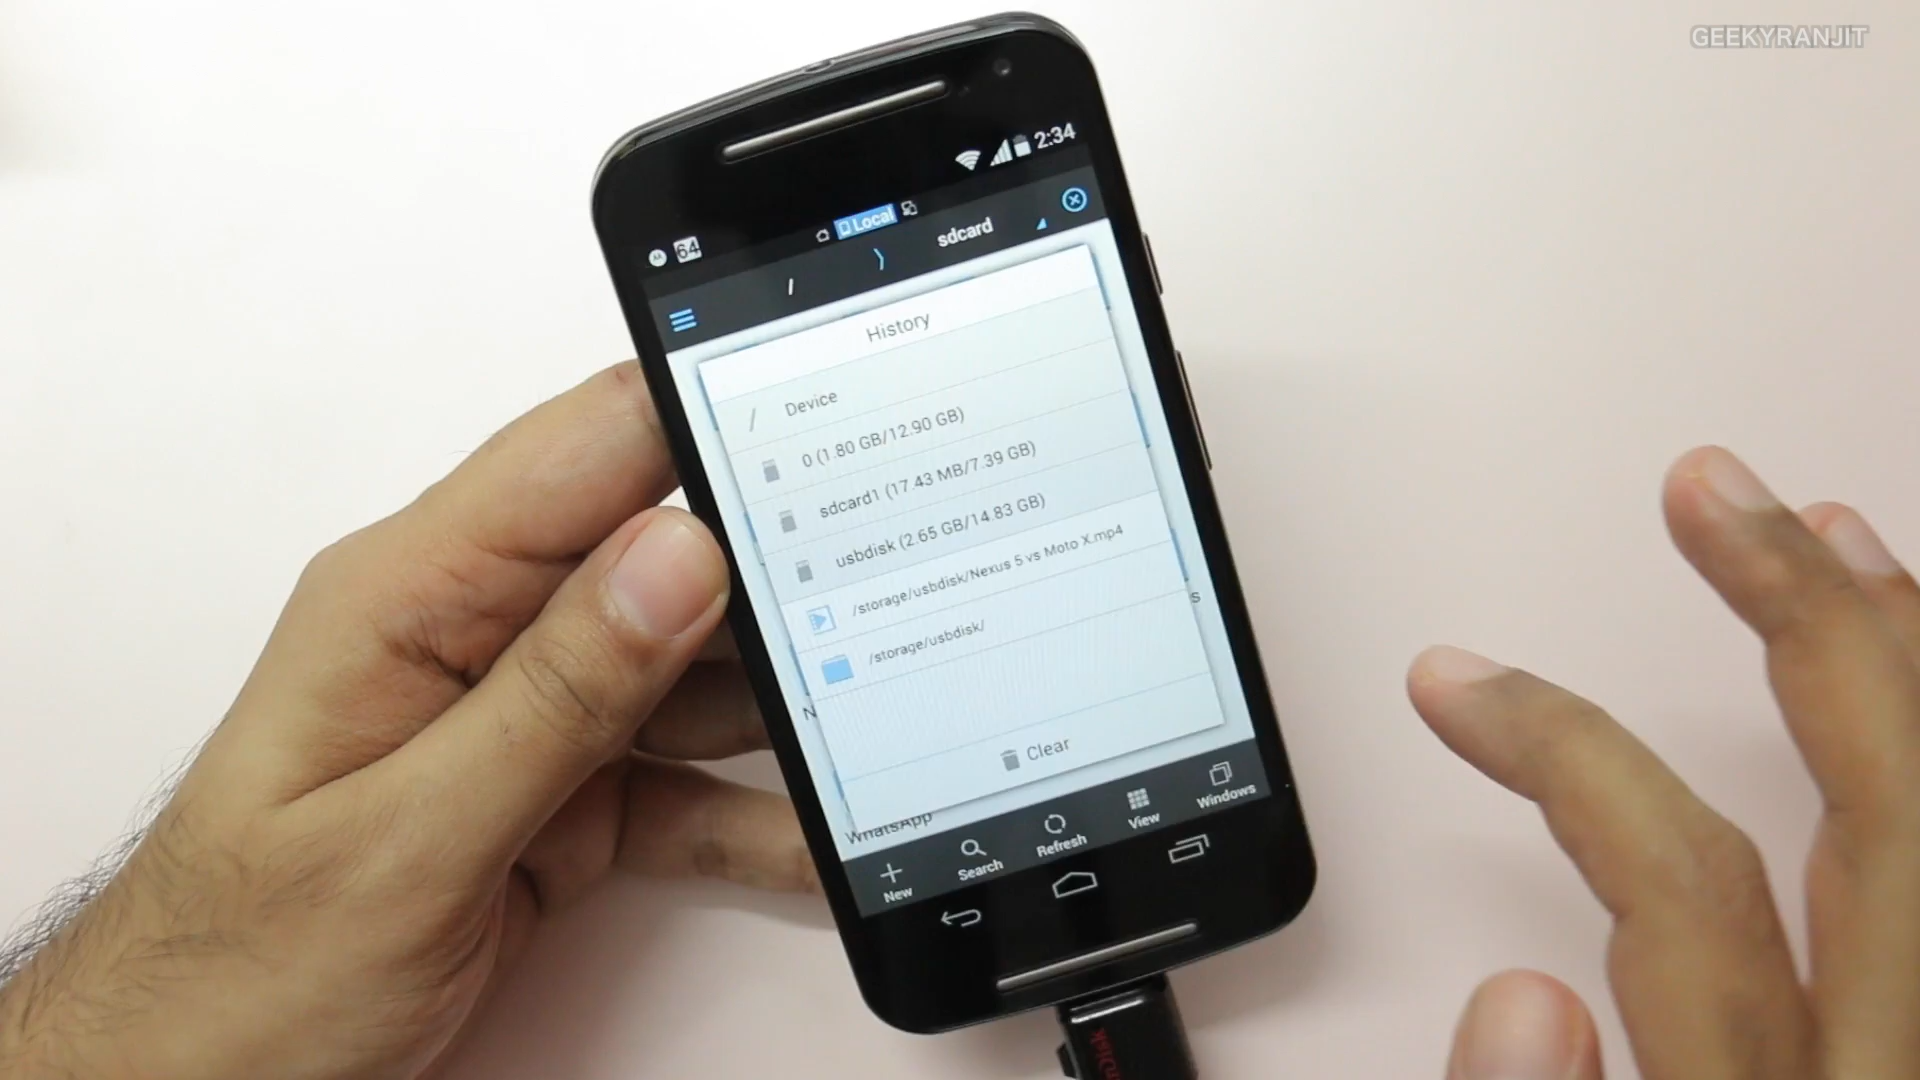 GEEKYRANJIT
2:34
64
Local
/
sdcard
History
/ Device
0 (1.80 GB/12.90 GB)
sdcard1 (17.43 MB/7.39 GB)
usbdisk (2.65 GB/14.83 GB)
/storage/usbdisk/Nexus 5 vs Moto X.mp4
/storage/usbdisk/
s
N
Clear
WhatsApp
New
Search
Refresh
View
Windows